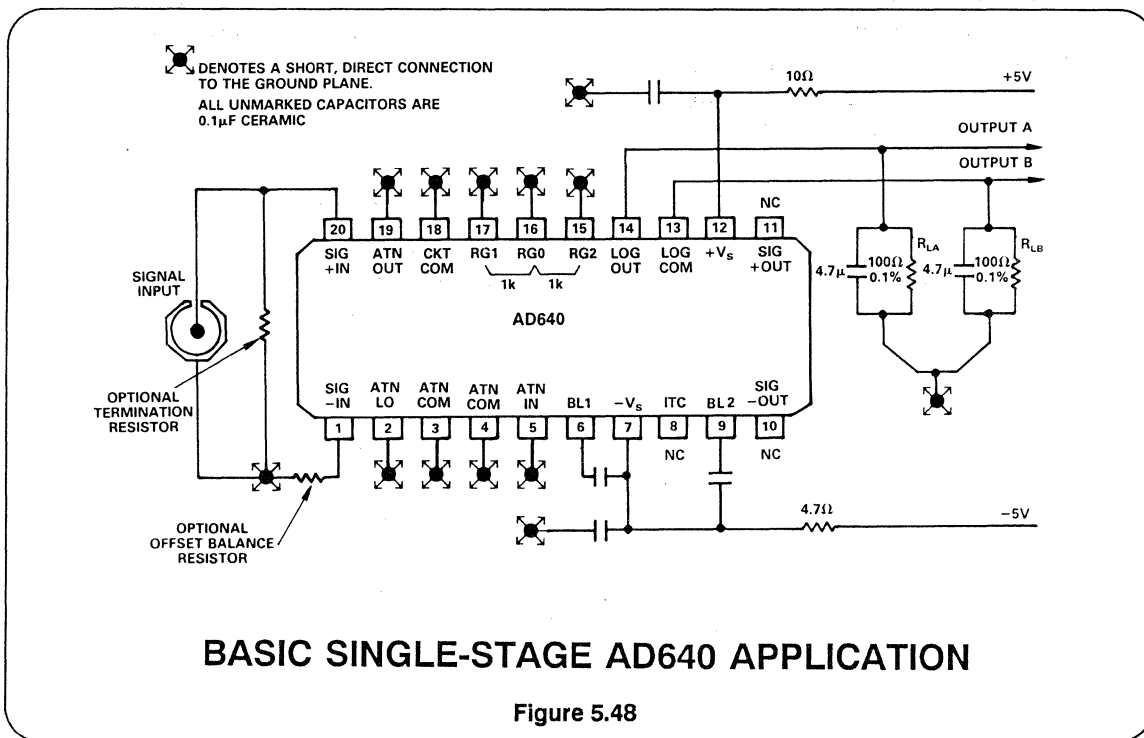 DENOTES A SHORT, DIRECT CONNECTION
TO THE GROUND PLANE.
ALL UNMARKED CAPACITORS ARE
0.1μF CERAMIC
10Ω
+5V
OUTPUT A
OUTPUT B
NC
20 19 18 17 16 15 14 13 12 11
SIG +IN
ATN OUT
CKT COM
RG1
RG0
RG2
LOG OUT
LOG COM
+VS
SIG +OUT
1k 1k
SIGNAL
INPUT
AD640
4.7μ
100Ω
0.1%
RLA
4.7μ
100Ω
0.1%
RLB
OPTIONAL
TERMINATION
RESISTOR
SIG -IN
ATN LO
ATN COM
ATN COM
ATN IN
BL1
-VS
ITC
BL2
SIG -OUT
1 2 3 4 5 6 7 8 9 10
NC
NC
OPTIONAL
OFFSET BALANCE
RESISTOR
4.7Ω
-5V
BASIC SINGLE-STAGE AD640 APPLICATION
Figure 5.48